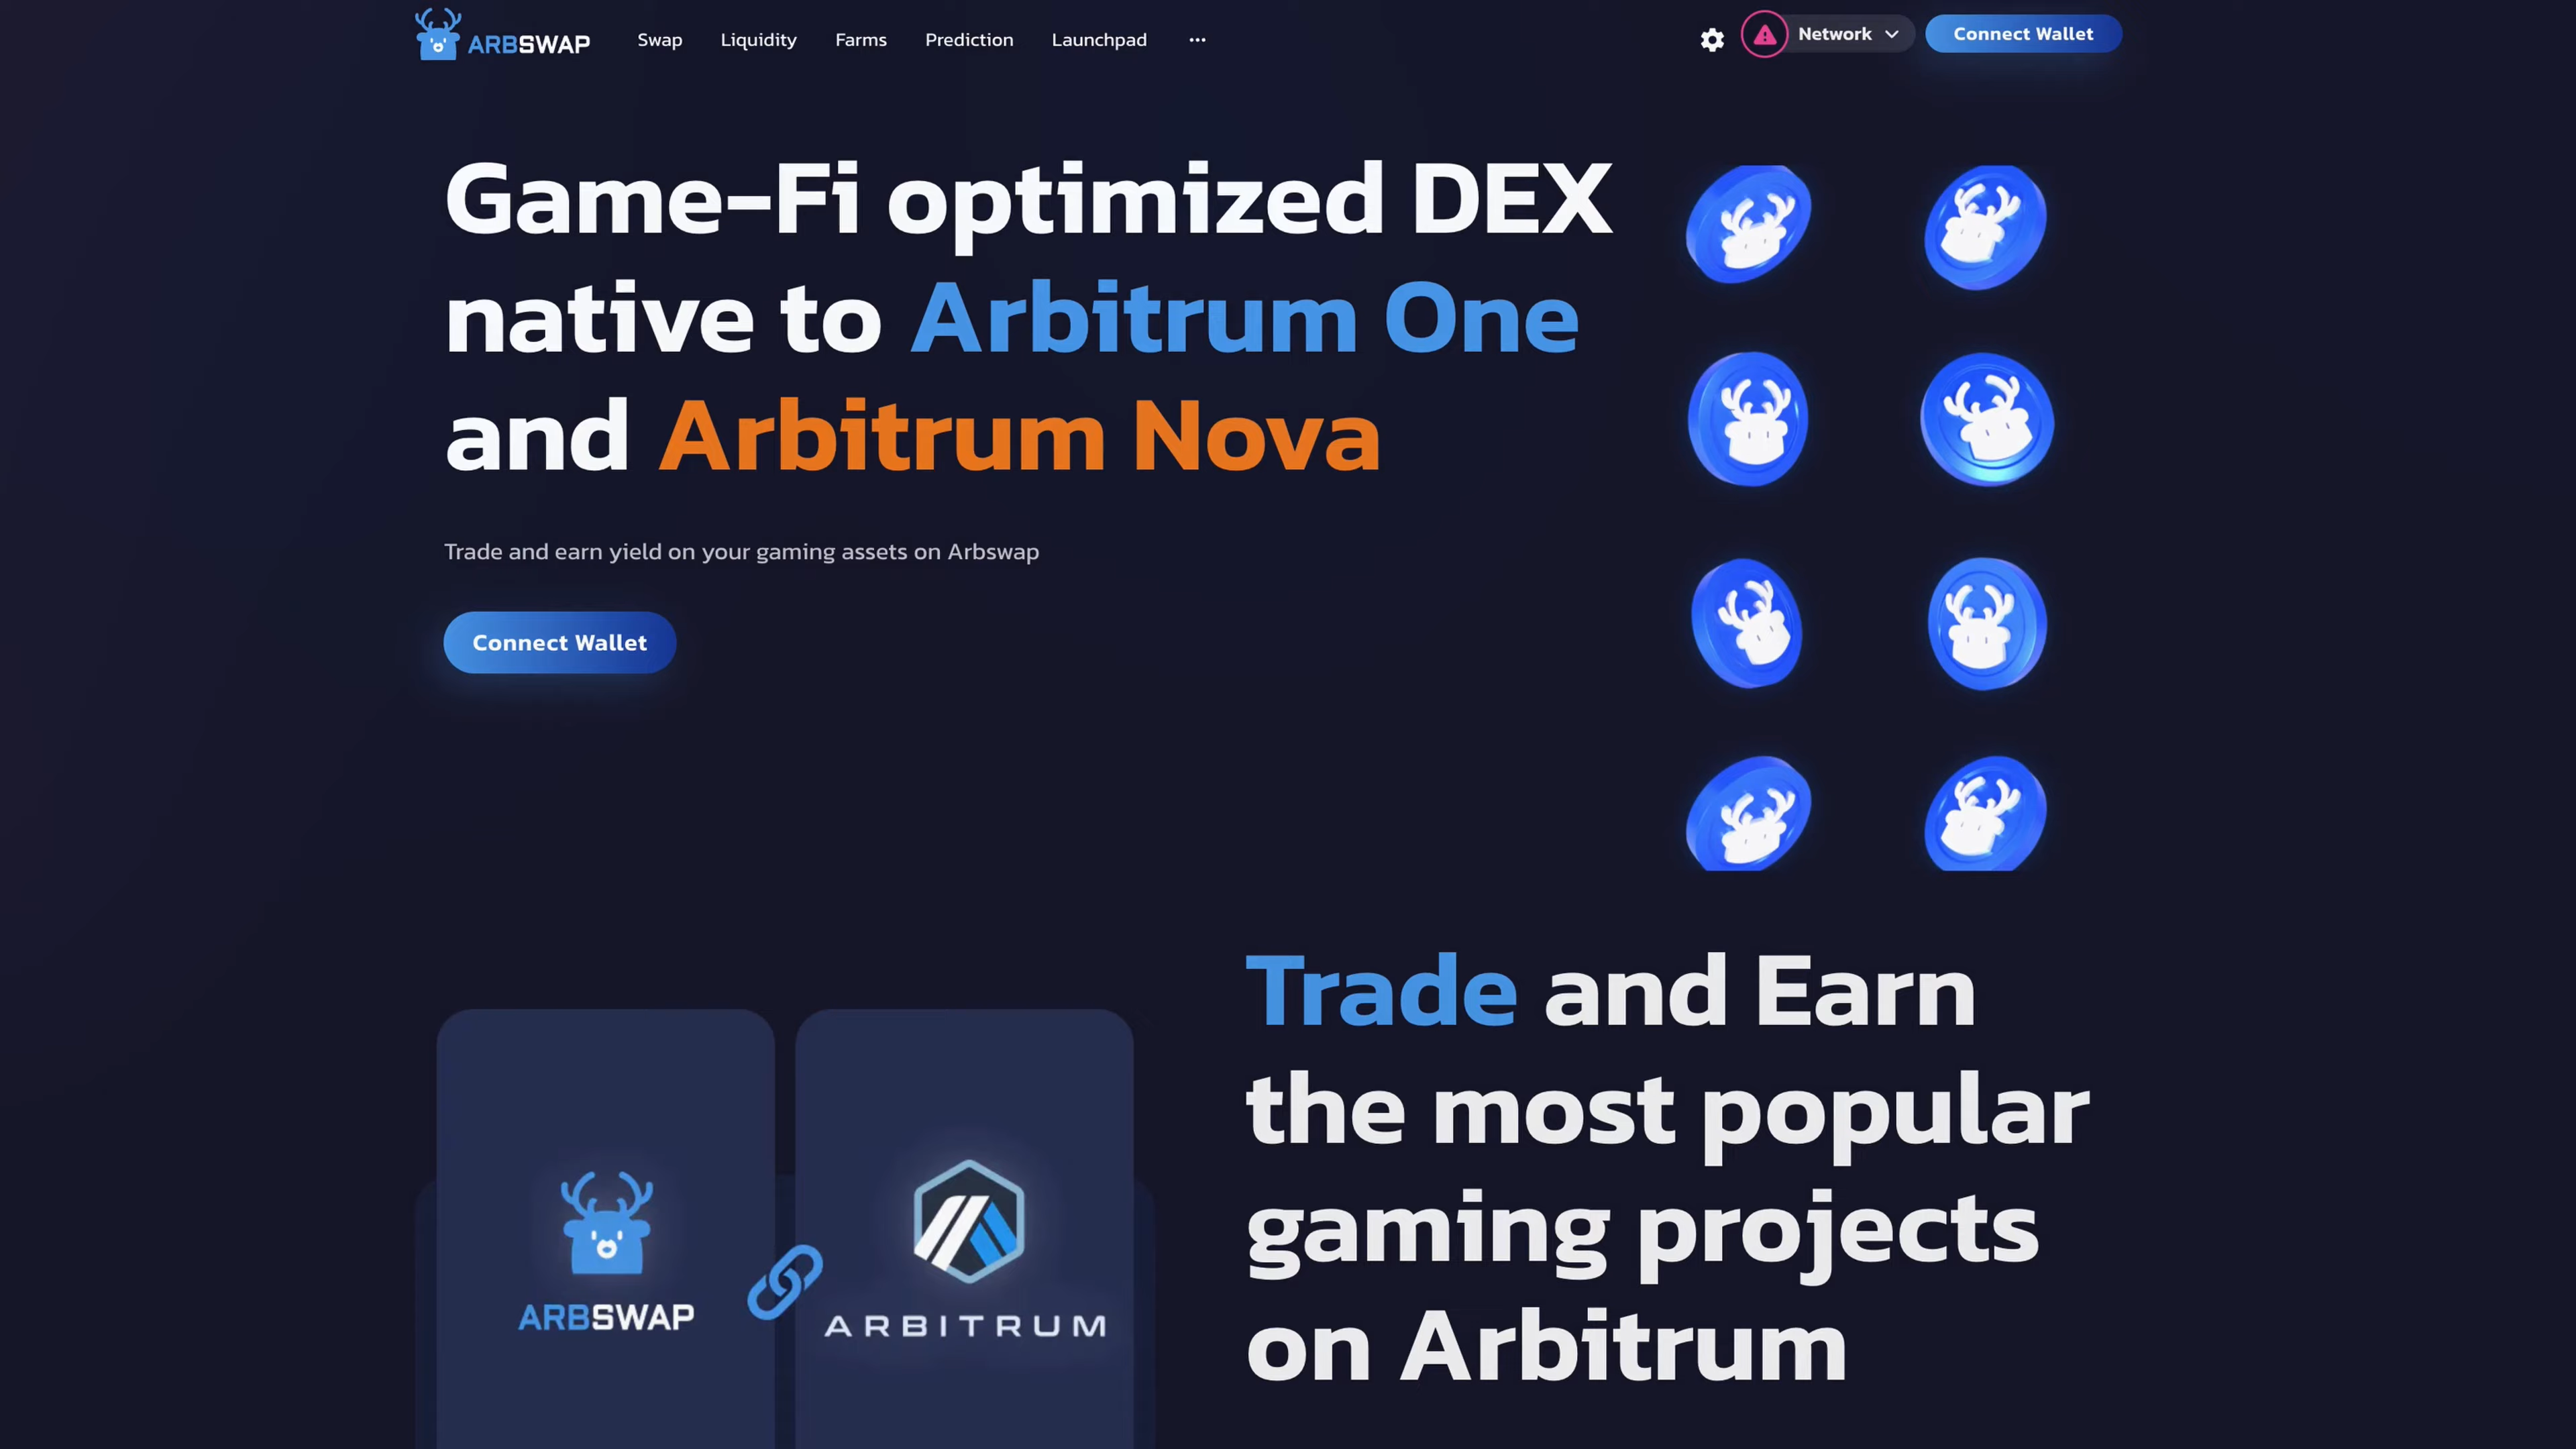 ARBSWAP
Swap Liquidity Farms Prediction Launchpad
Network
Connect Wallet
Game-Fi optimized DEX
native to Arbitrum One
and Arbitrum Nova
Trade and earn yield on your gaming assets on Arbswap
Connect Wallet
ARBSWAP
ARBITRUM
Trade and Earn
the most popular
gaming projects
on Arbitrum